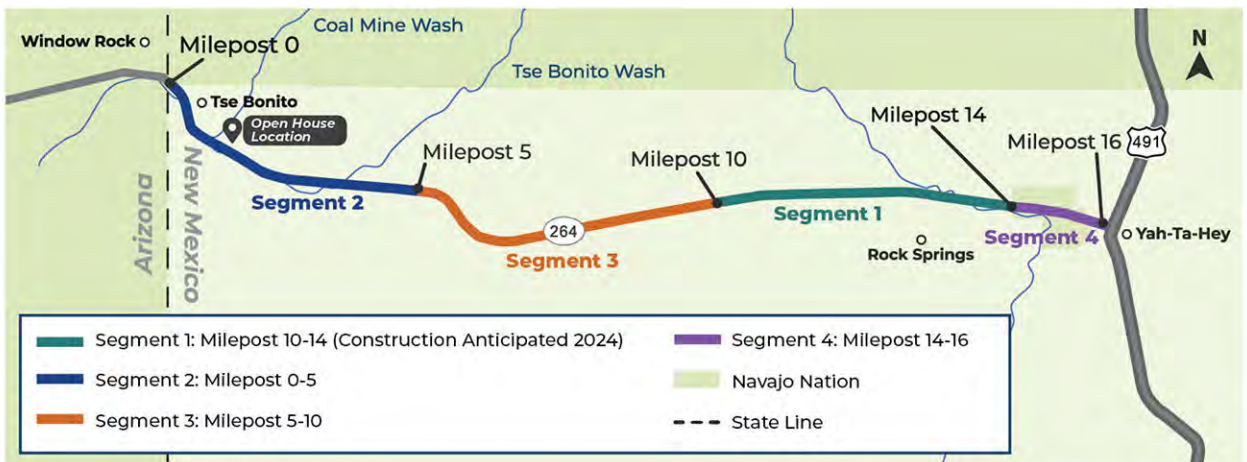 Window Rock
Milepost 0
Coal Mine Wash
Tse Bonito Wash
N
Tse Bonito
Open House
Location
Milepost 5
Milepost 10
Milepost 14
Milepost 16
491
Arizona
New Mexico
Segment 2
264
Segment 3
Segment 1
Rock Springs
Segment 4
Yah-Ta-Hey
Segment 1: Milepost 10-14 (Construction Anticipated 2024)
Segment 2: Milepost 0-5
Segment 3: Milepost 5-10
Segment 4: Milepost 14-16
Navajo Nation
State Line